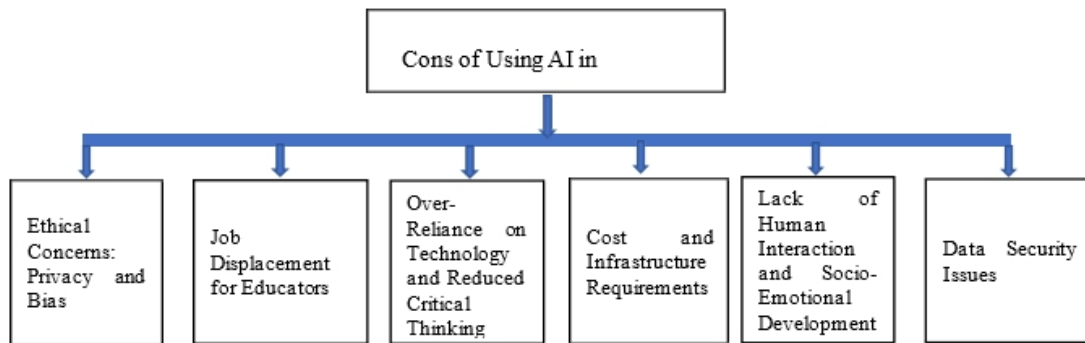 Cons of Using AI in
Ethical
Concerns:
Privacy and
Bias
Job
Displacement
for Educators
Over-
Reliance on
Technology
and Reduced
Critical
Thinking
Cost and
Infrastructure
Requirements
Lack of
Human
Interaction
and Socio-
Emotional
Development
Data Security
Issues